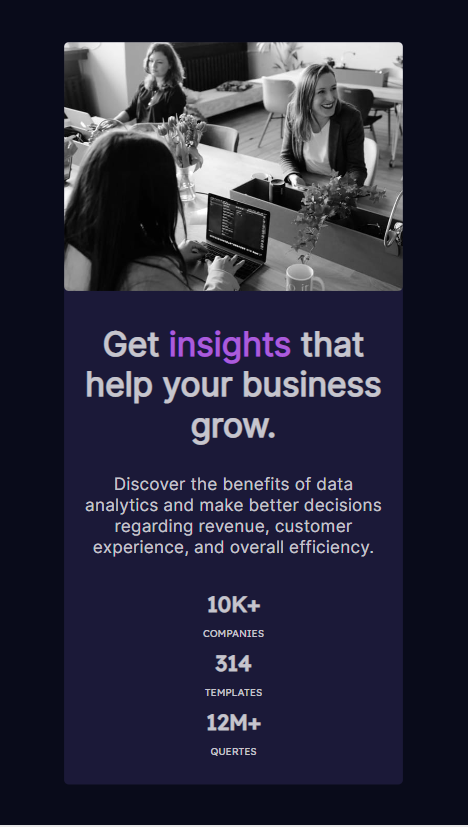 Get insights that
help your business
grow.
Discover the benefits of data
analytics and make better decisions
regarding revenue, customer
experience, and overall efficiency.
10K+
COMPANIES
314
TEMPLATES
12M+
QUERTES